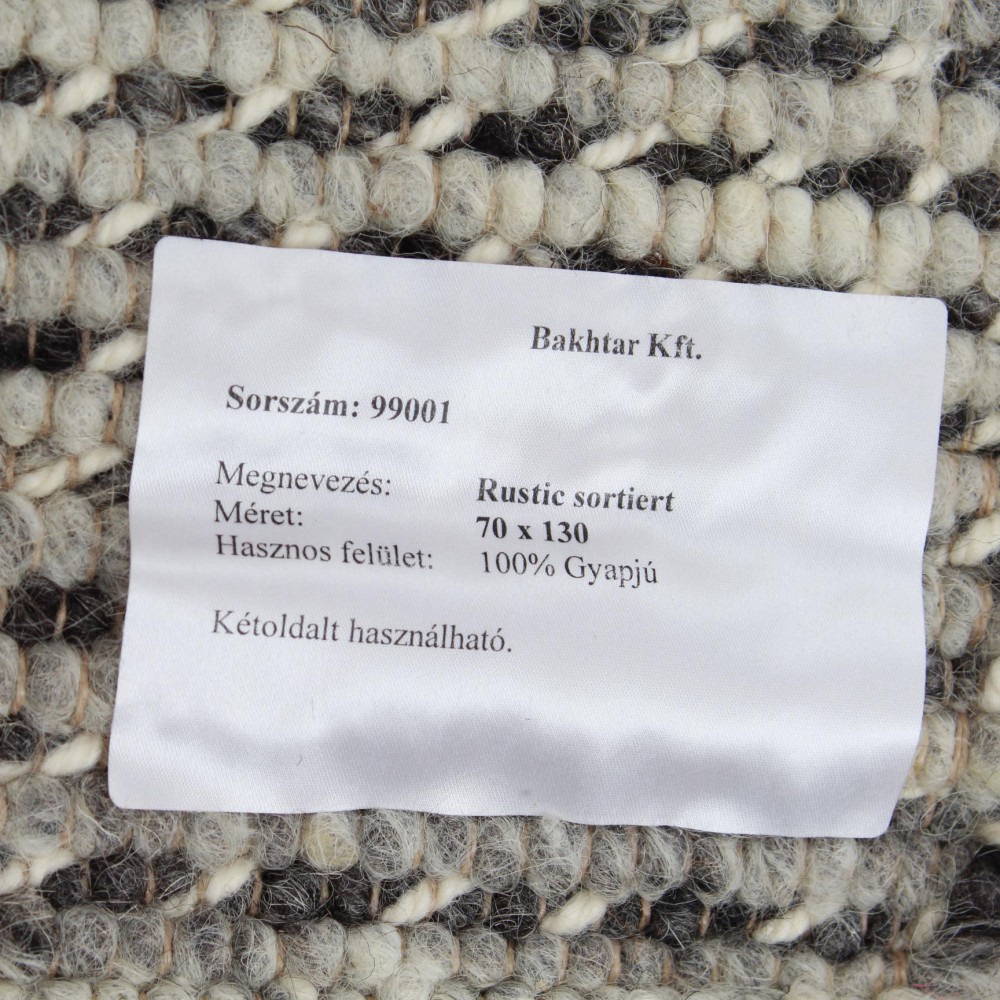 Bakhtar Kft.
Sorszám: 99001
Megnevezés: Rustic sortiert
Méret: 70 x 130
Hasznos felület: 100% Gyapjú
Kétoldalt használható.